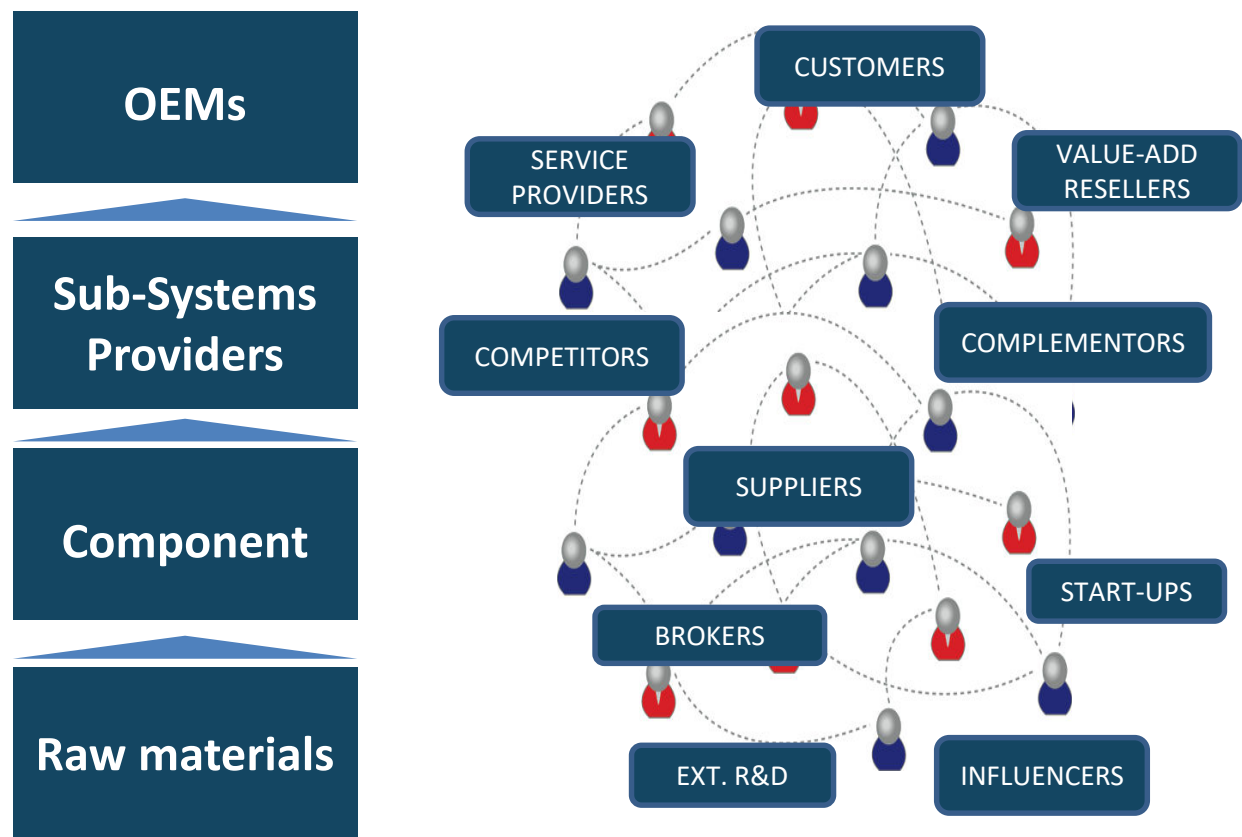 OEMs
Sub-Systems
Providers
Component
Raw materials
CUSTOMERS
SERVICE
PROVIDERS
VALUE-ADD
RESELLERS
COMPETITORS
COMPLEMENTORS
SUPPLIERS
START-UPS
BROKERS
EXT. R&D
INFLUENCERS